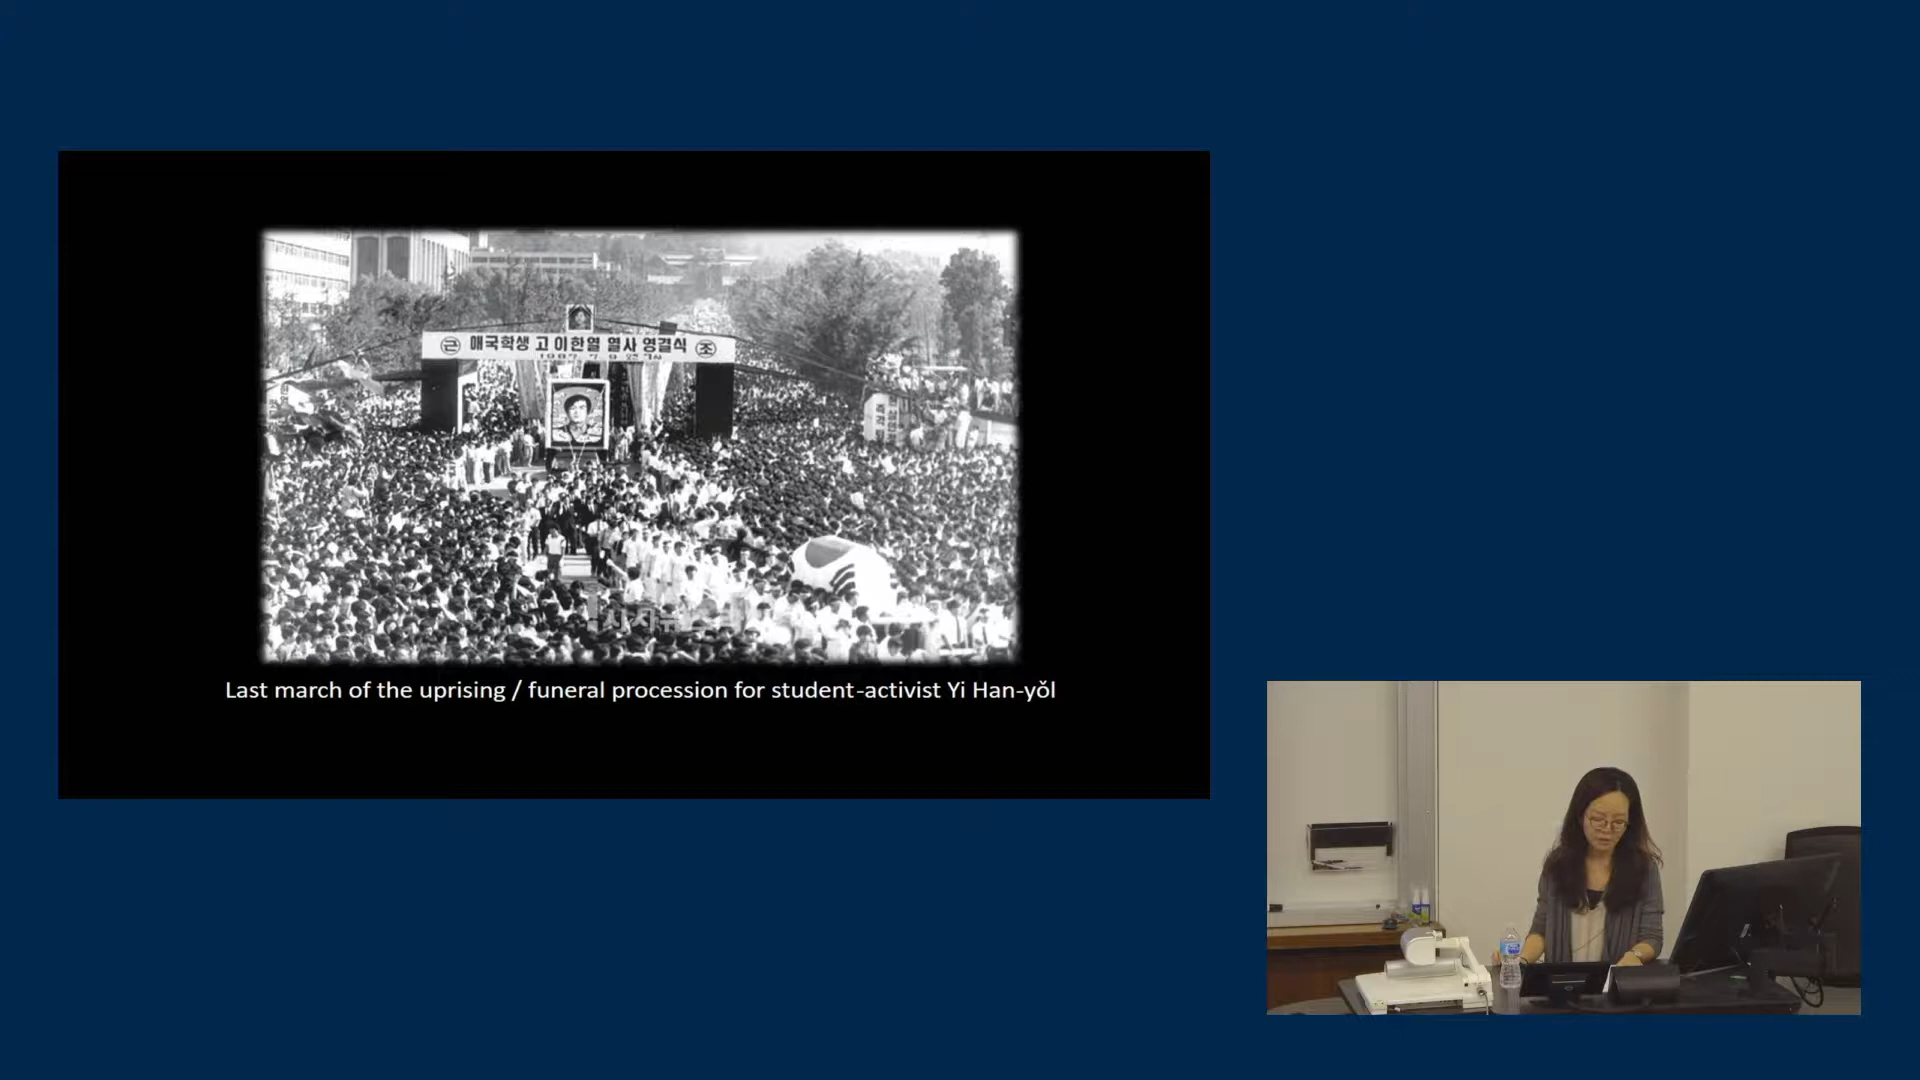 근 애국학생 고 이한열 열사 영결식 조
Last march of the uprising / funeral procession for student-activist Yi Han-yŏl